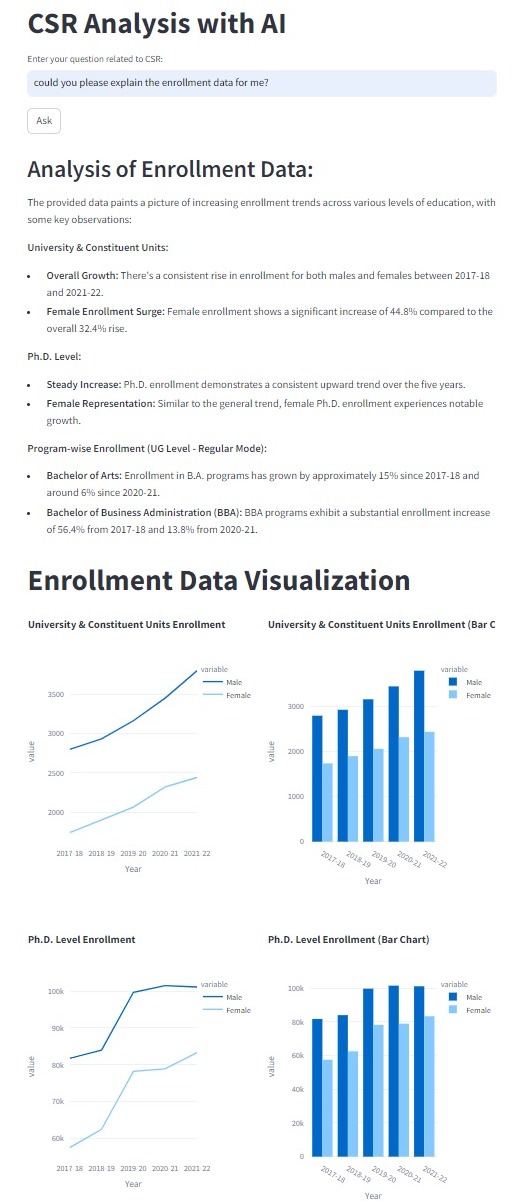 CSR Analysis with AI
Enter your question related to CSR:
could you please explain the enrollment data for me?
Ask
Analysis of Enrollment Data:
The provided data paints a picture of increasing enrollment trends across various levels of education, with
some key observations:
University & Constituent Units:
• Overall Growth: There's a consistent rise in enrollment for both males and females between 2017-18
and 2021-22.
• Female Enrollment Surge: Female enrollment shows a significant increase of 44.8% compared to the
overall 32.4% rise.
Ph.D. Level:
• Steady Increase: Ph.D. enrollment demonstrates a consistent upward trend over the five years.
• Female Representation: Similar to the general trend, female Ph.D. enrollment experiences notable
growth.
Program-wise Enrollment (UG Level - Regular Mode):
• Bachelor of Arts: Enrollment in B.A. programs has grown by approximately 15% since 2017-18 and
around 6% since 2020-21.
• Bachelor of Business Administration (BBA): BBA programs exhibit a substantial enrollment increase
of 56.4% from 2017-18 and 13.8% from 2020-21.
Enrollment Data Visualization
University & Constituent Units Enrollment
variable
Male
Female
3500
3000
2500
2000
value
2017-18 2018-19 2019-20 2020-21 2021-22
Year
University & Constituent Units Enrollment (Bar C
variable
Male
Female
3000
2000
1000
0
value
2017-18 2018-19 2019-20 2020-21 2021-22
Year
Ph.D. Level Enrollment
variable
Male
Female
100k
90k
80k
70k
60k
value
2017-18 2018-19 2019-20 2020-21 2021-22
Year
Ph.D. Level Enrollment (Bar Chart)
variable
Male
Female
100k
80k
60k
40k
20k
0
value
2017-18 2018-19 2019-20 2020-21 2021-22
Year